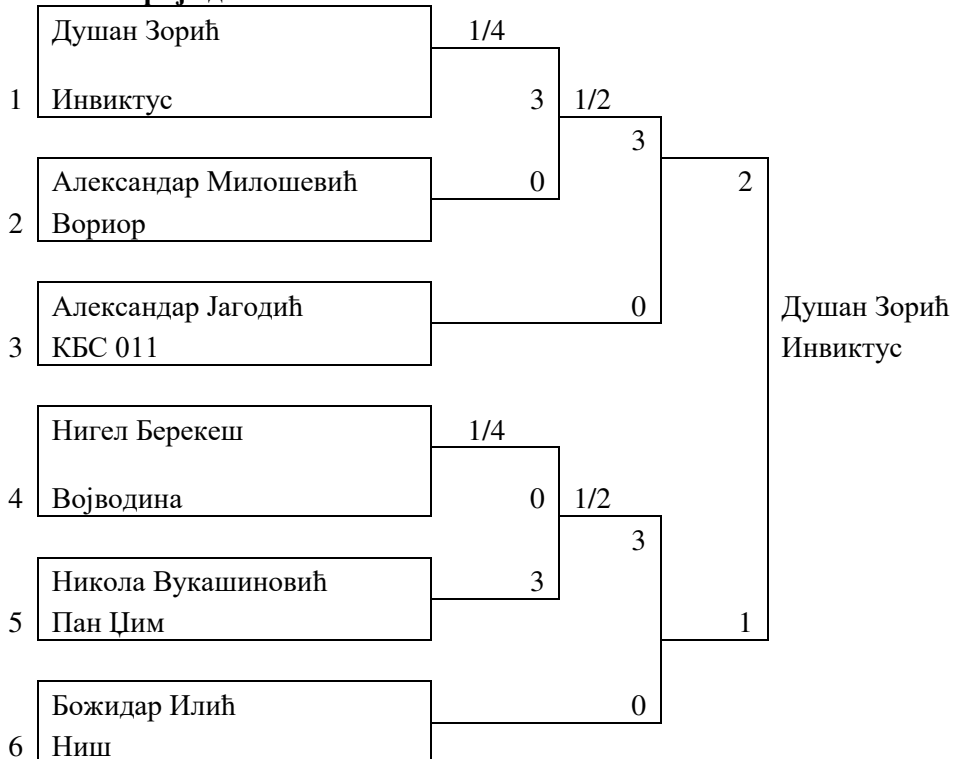 Душан Зорић
1/4
1 Инвиктус
3
1/2
3
Александар Милошевић
0
2
2 Вориор
Александар Јагодић
0
Душан Зорић
3 КБС 011
Инвиктус
Нигел Берекеш
1/4
4 Војводина
0
1/2
3
Никола Вукашиновић
3
5 Пан Џим
1
Божидар Илић
0
6 Ниш